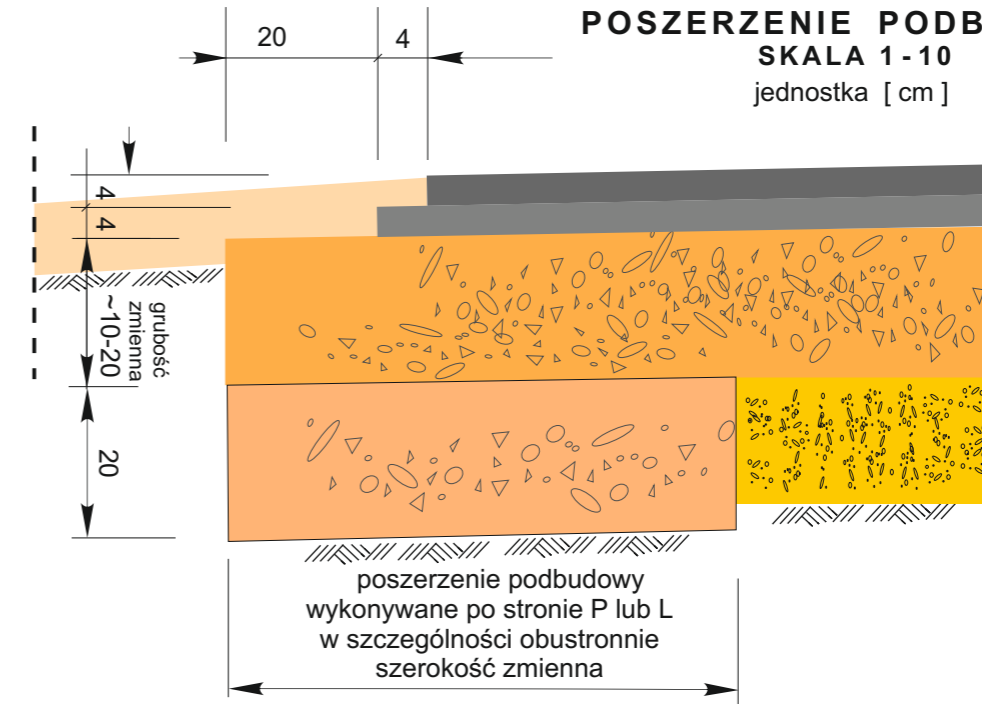 POSZERZENIE PODB
SKALA 1-10
jednostka [ cm ]
20
4
4
4
grubość
zmienna
~10-20
20
poszerzenie podbudowy
wykonywane po stronie P lub L
w szczególności obustronnie
szerokość zmienna